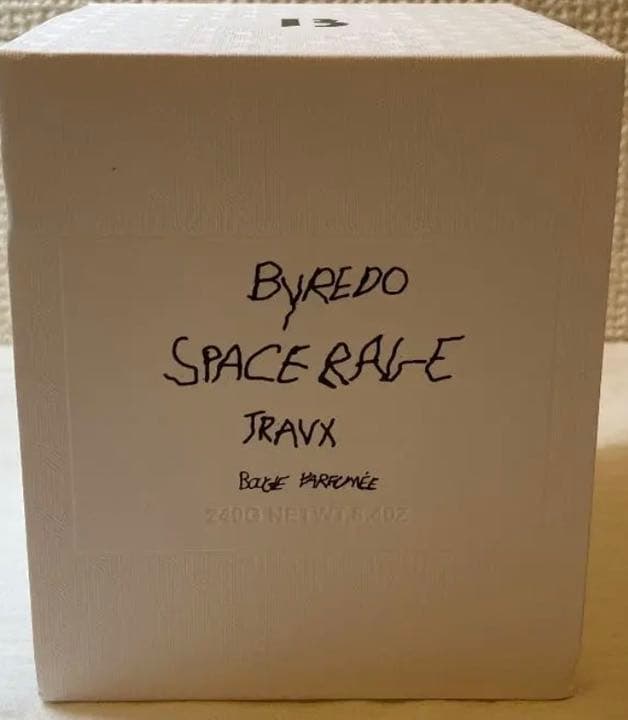 B
BYREDO
SPACE RAGE
TRAVX
BOUGIE PARFUMÉE
240G NET WT 8.4OZ